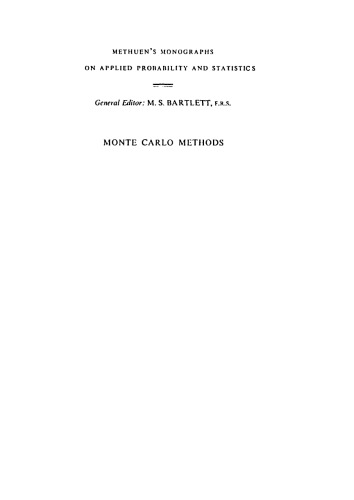 METHUEN'S MONOGRAPHS
ON APPLIED PROBABILITY AND STATISTICS
General Editor: M. S. BARTLETT, F.R.S.
MONTE CARLO METHODS